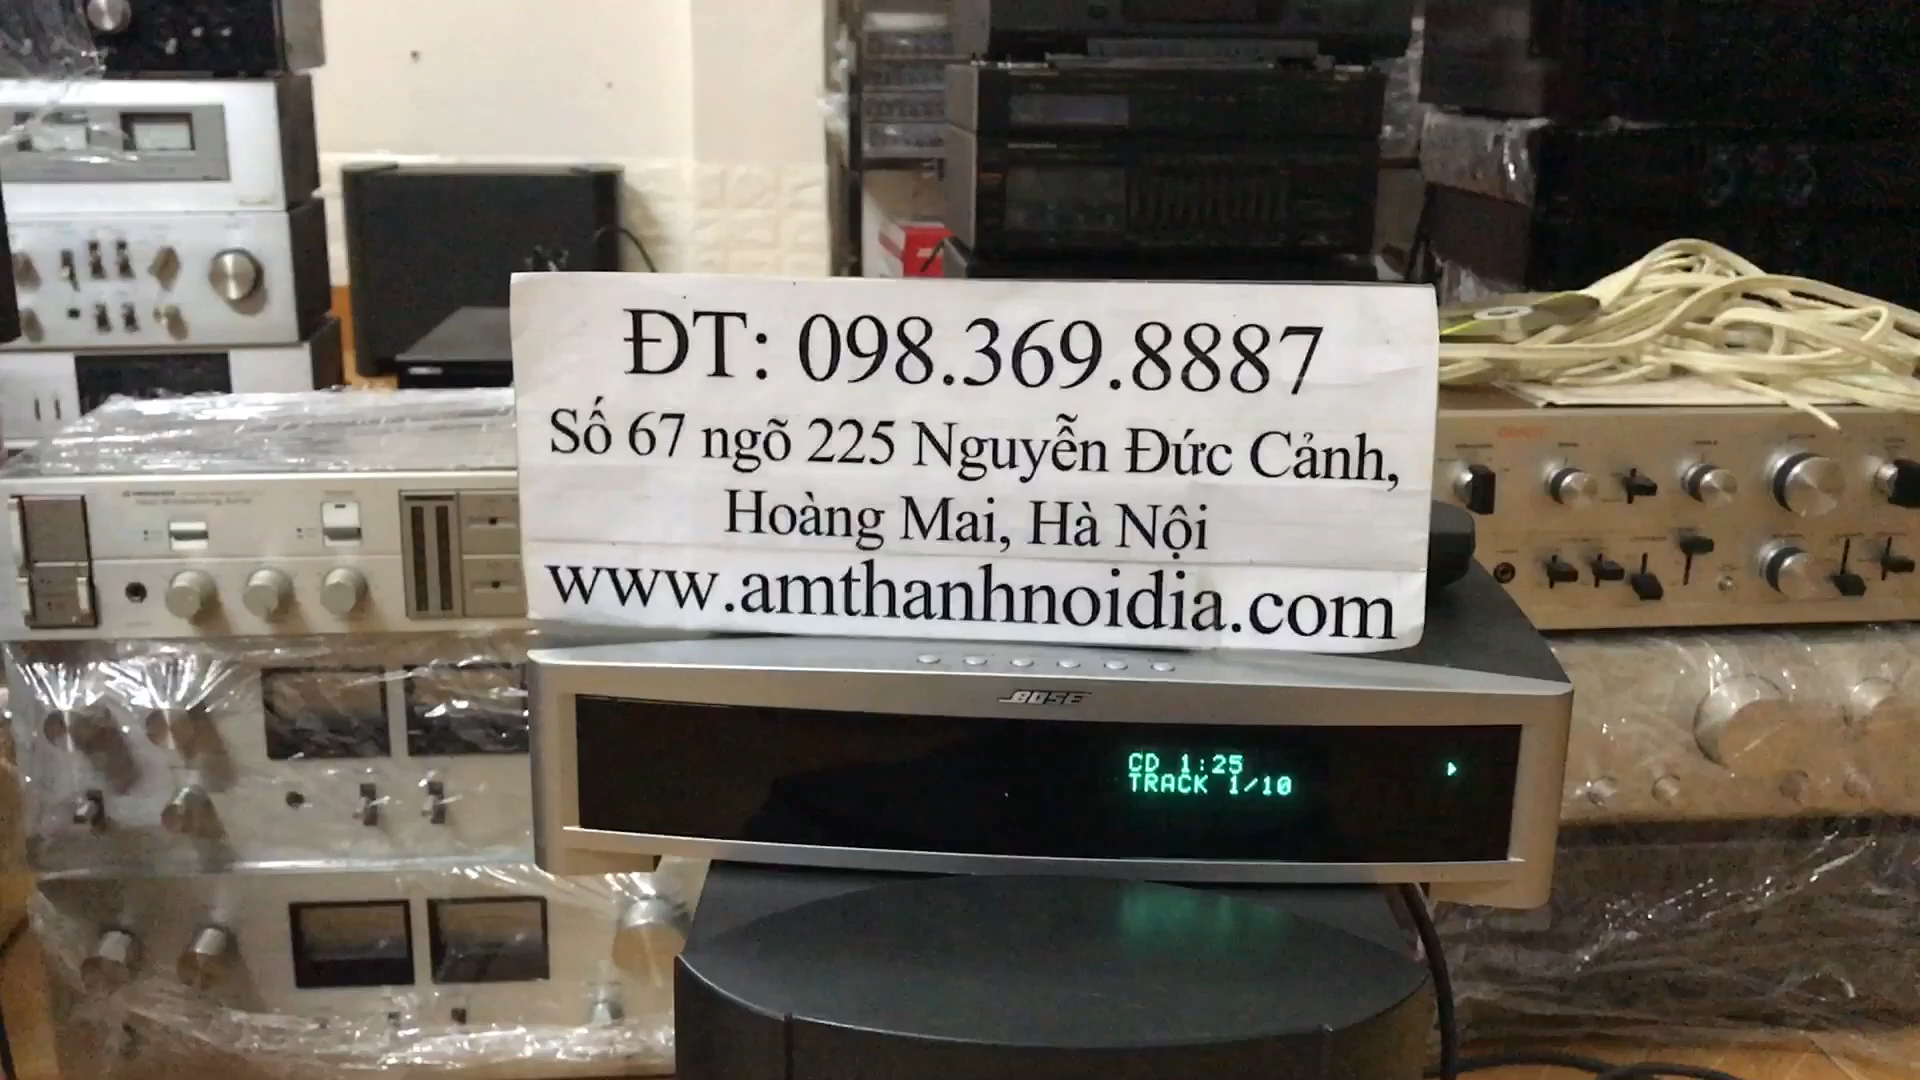 ĐT: 098.369.8887
Số 67 ngõ 225 Nguyễn Đức Cảnh,
Hoàng Mai, Hà Nội
www.amthanhnoidia.com
BOSE
CD 1:25
TRACK 1/10